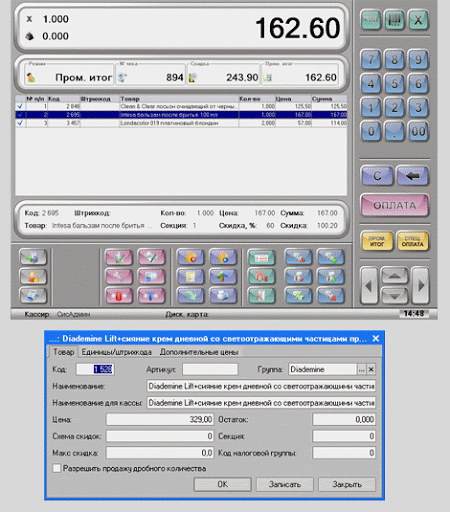 X 1.000
0.000
162.60
Режим № чека Скидка Пром. итог
Пром. итог 894 243.90 162.60
№ п/п Код Штрихкод Товар Кол-во Цена Сумма
1 2 848 Clean & Clear лосьон очищающий от черны... 1,000 125,50 125,50
2 2 695 Intesa бальзам после бритья 100 мл 1,000 167,00 167,00
3 3 457 Londacolor 019 платиновый блондин 2,000 57,00 114,00
Код: 2 695 Штрихкод: Кол-во: 1.000 Цена: 167.00 Сумма: 167.00
Товар: Intesa бальзам после бритья ... Секция: 1 Скидка, %: 60 Скидка: 100.20
X
7 8 9
4 5 6
1 2 3
0 . 00
C
ОПЛАТА
ПРОМ. ИТОГ
СПЕЦ. ОПЛАТА
Кассир: СисАдмин Диск. карта: 14:48
...: Diademine Lift+сияние крем дневной со светоотражающими частицами пр...
Товар Единицы/штрихкода Дополнительные цены
Код: 1 528 Артикул: Группа: Diademine ... ×
Наименование: Diademine Lift+сияние крем дневной со светоотражающими части
Наименование для кассы: Diademine Lift+сияние крем дневной со светоотражающими части
Цена: 329,00 Остаток: 0,000
Схема скидок: 0 Секция: 0
Макс скидка: 0,0 Код налоговой группы: 0
Разрешить продажу дробного количества
OK Записать Закрыть